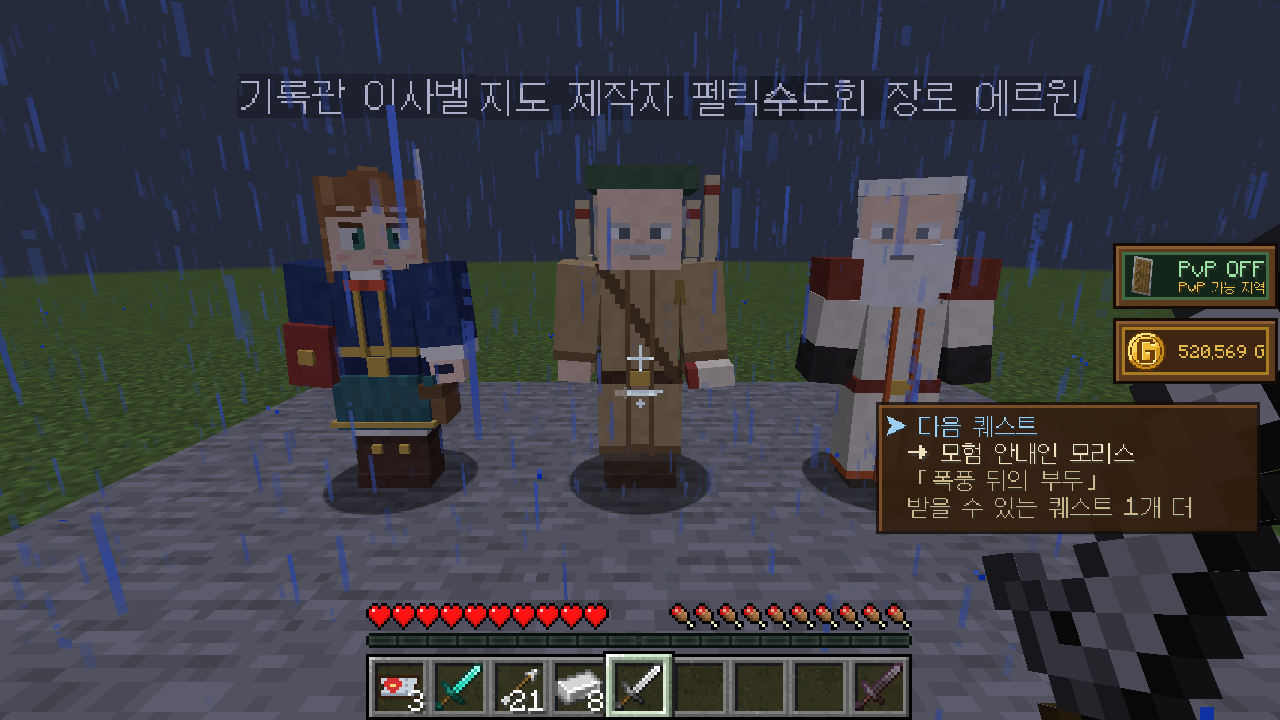 기록관 이사벨
지도 제작자 펠릭
수도회 장로 에르윈
PvP OFF
PvP 가능 지역
G 520,569 G
다음 퀘스트
→ 모험 안내인 모리스
「폭풍 뒤의 부두」
받을 수 있는 퀘스트 1개 더
3
21
8